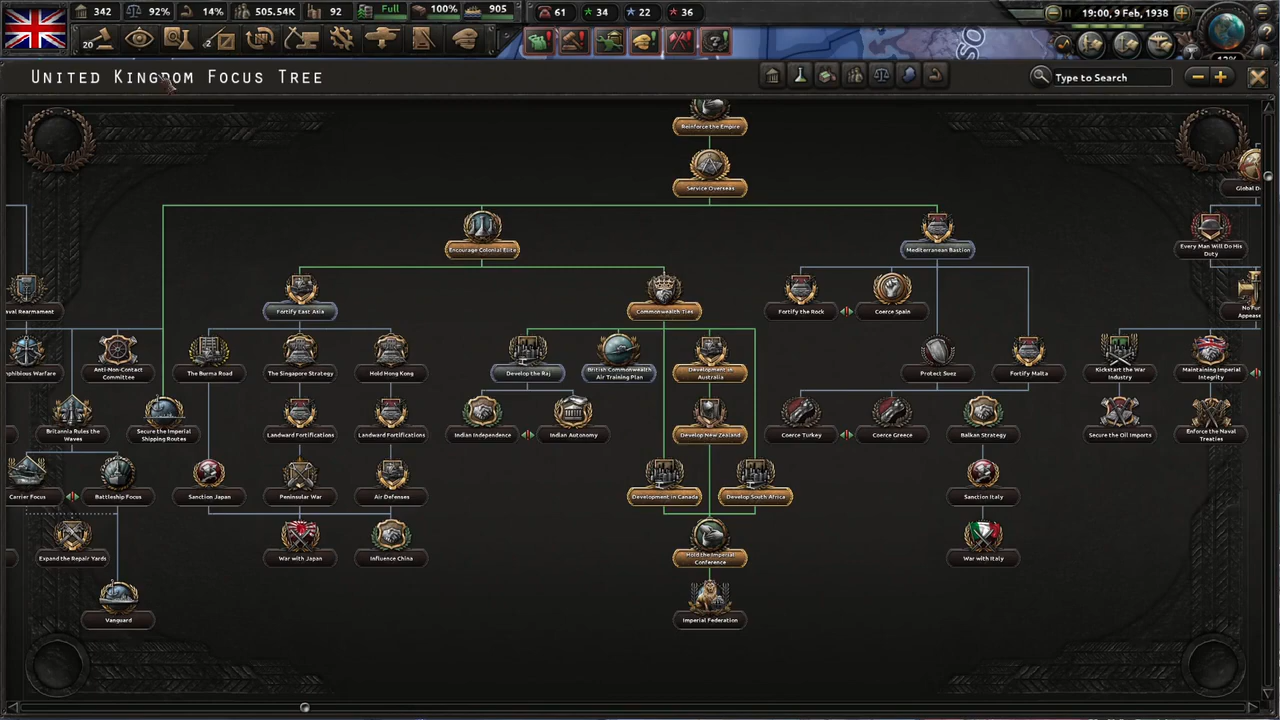 342 92% 14% 505.54K 92 Full 100% 905 61 34 22 36 19:00, 9 Feb, 1938
20 2
United Kingdom Focus Tree
Type to Search
Reinforce the Empire
Service Overseas
Encourage Colonial Elite
Mediterranean Bastion
Every Man Will Do His
Duty
Fortify East Asia
Commonwealth Ties
Fortify the Rock
Coerce Spain
Anti-Non-Contact
Committee
The Burma Road
The Singapore Strategy
Hold Hong Kong
Develop the Raj
British Commonwealth
Air Training Plan
Development in
Australia
Protect Suez
Fortify Malta
Kickstart the War
Industry
Maintaining Imperial
Integrity
Britannia Rules the
Waves
Secure the Imperial
Shipping Routes
Landward Fortifications
Landward Fortifications
Indian Independence
Indian Autonomy
Develop New Zealand
Coerce Turkey
Coerce Greece
Balkan Strategy
Secure the Oil Imports
Enforce the Naval
Treaties
Carrier Focus
Battleship Focus
Sanction Japan
Peninsular War
Air Defenses
Development in Canada
Develop South Africa
Sanction Italy
Expand the Repair Yards
War with Japan
Influence China
Hold the Imperial
Conference
War with Italy
Vanguard
Imperial Federation